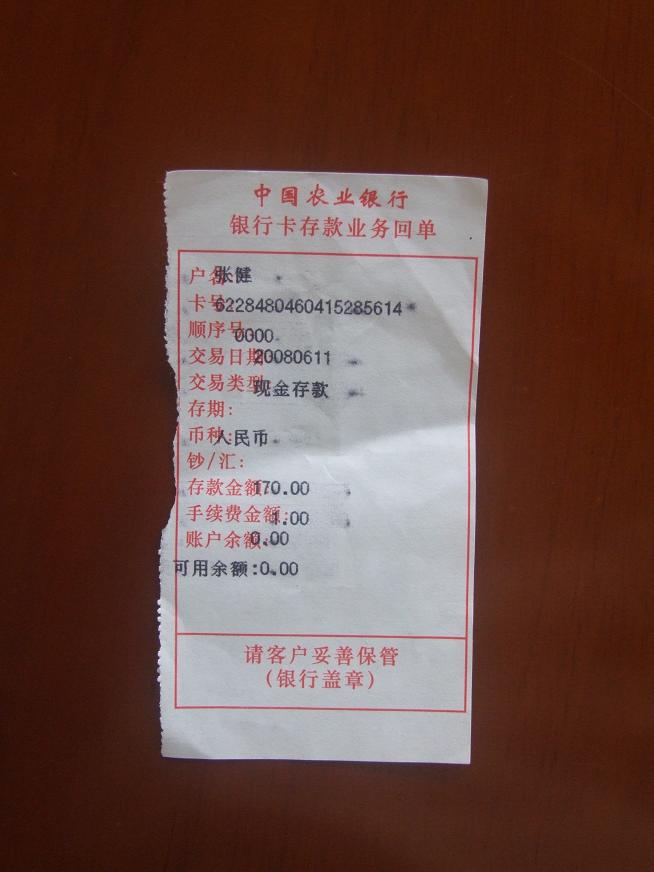 中国农业银行
银行卡存款业务回单
户名:张健
卡号:6228480460415285614
顺序号:0000
交易日期:20080611
交易类型:现金存款
存期:
币种:人民币
钞/汇:
存款金额:170.00
手续费金额:1.00
账户余额:0.00
可用余额:0.00
请客户妥善保管
(银行盖章)